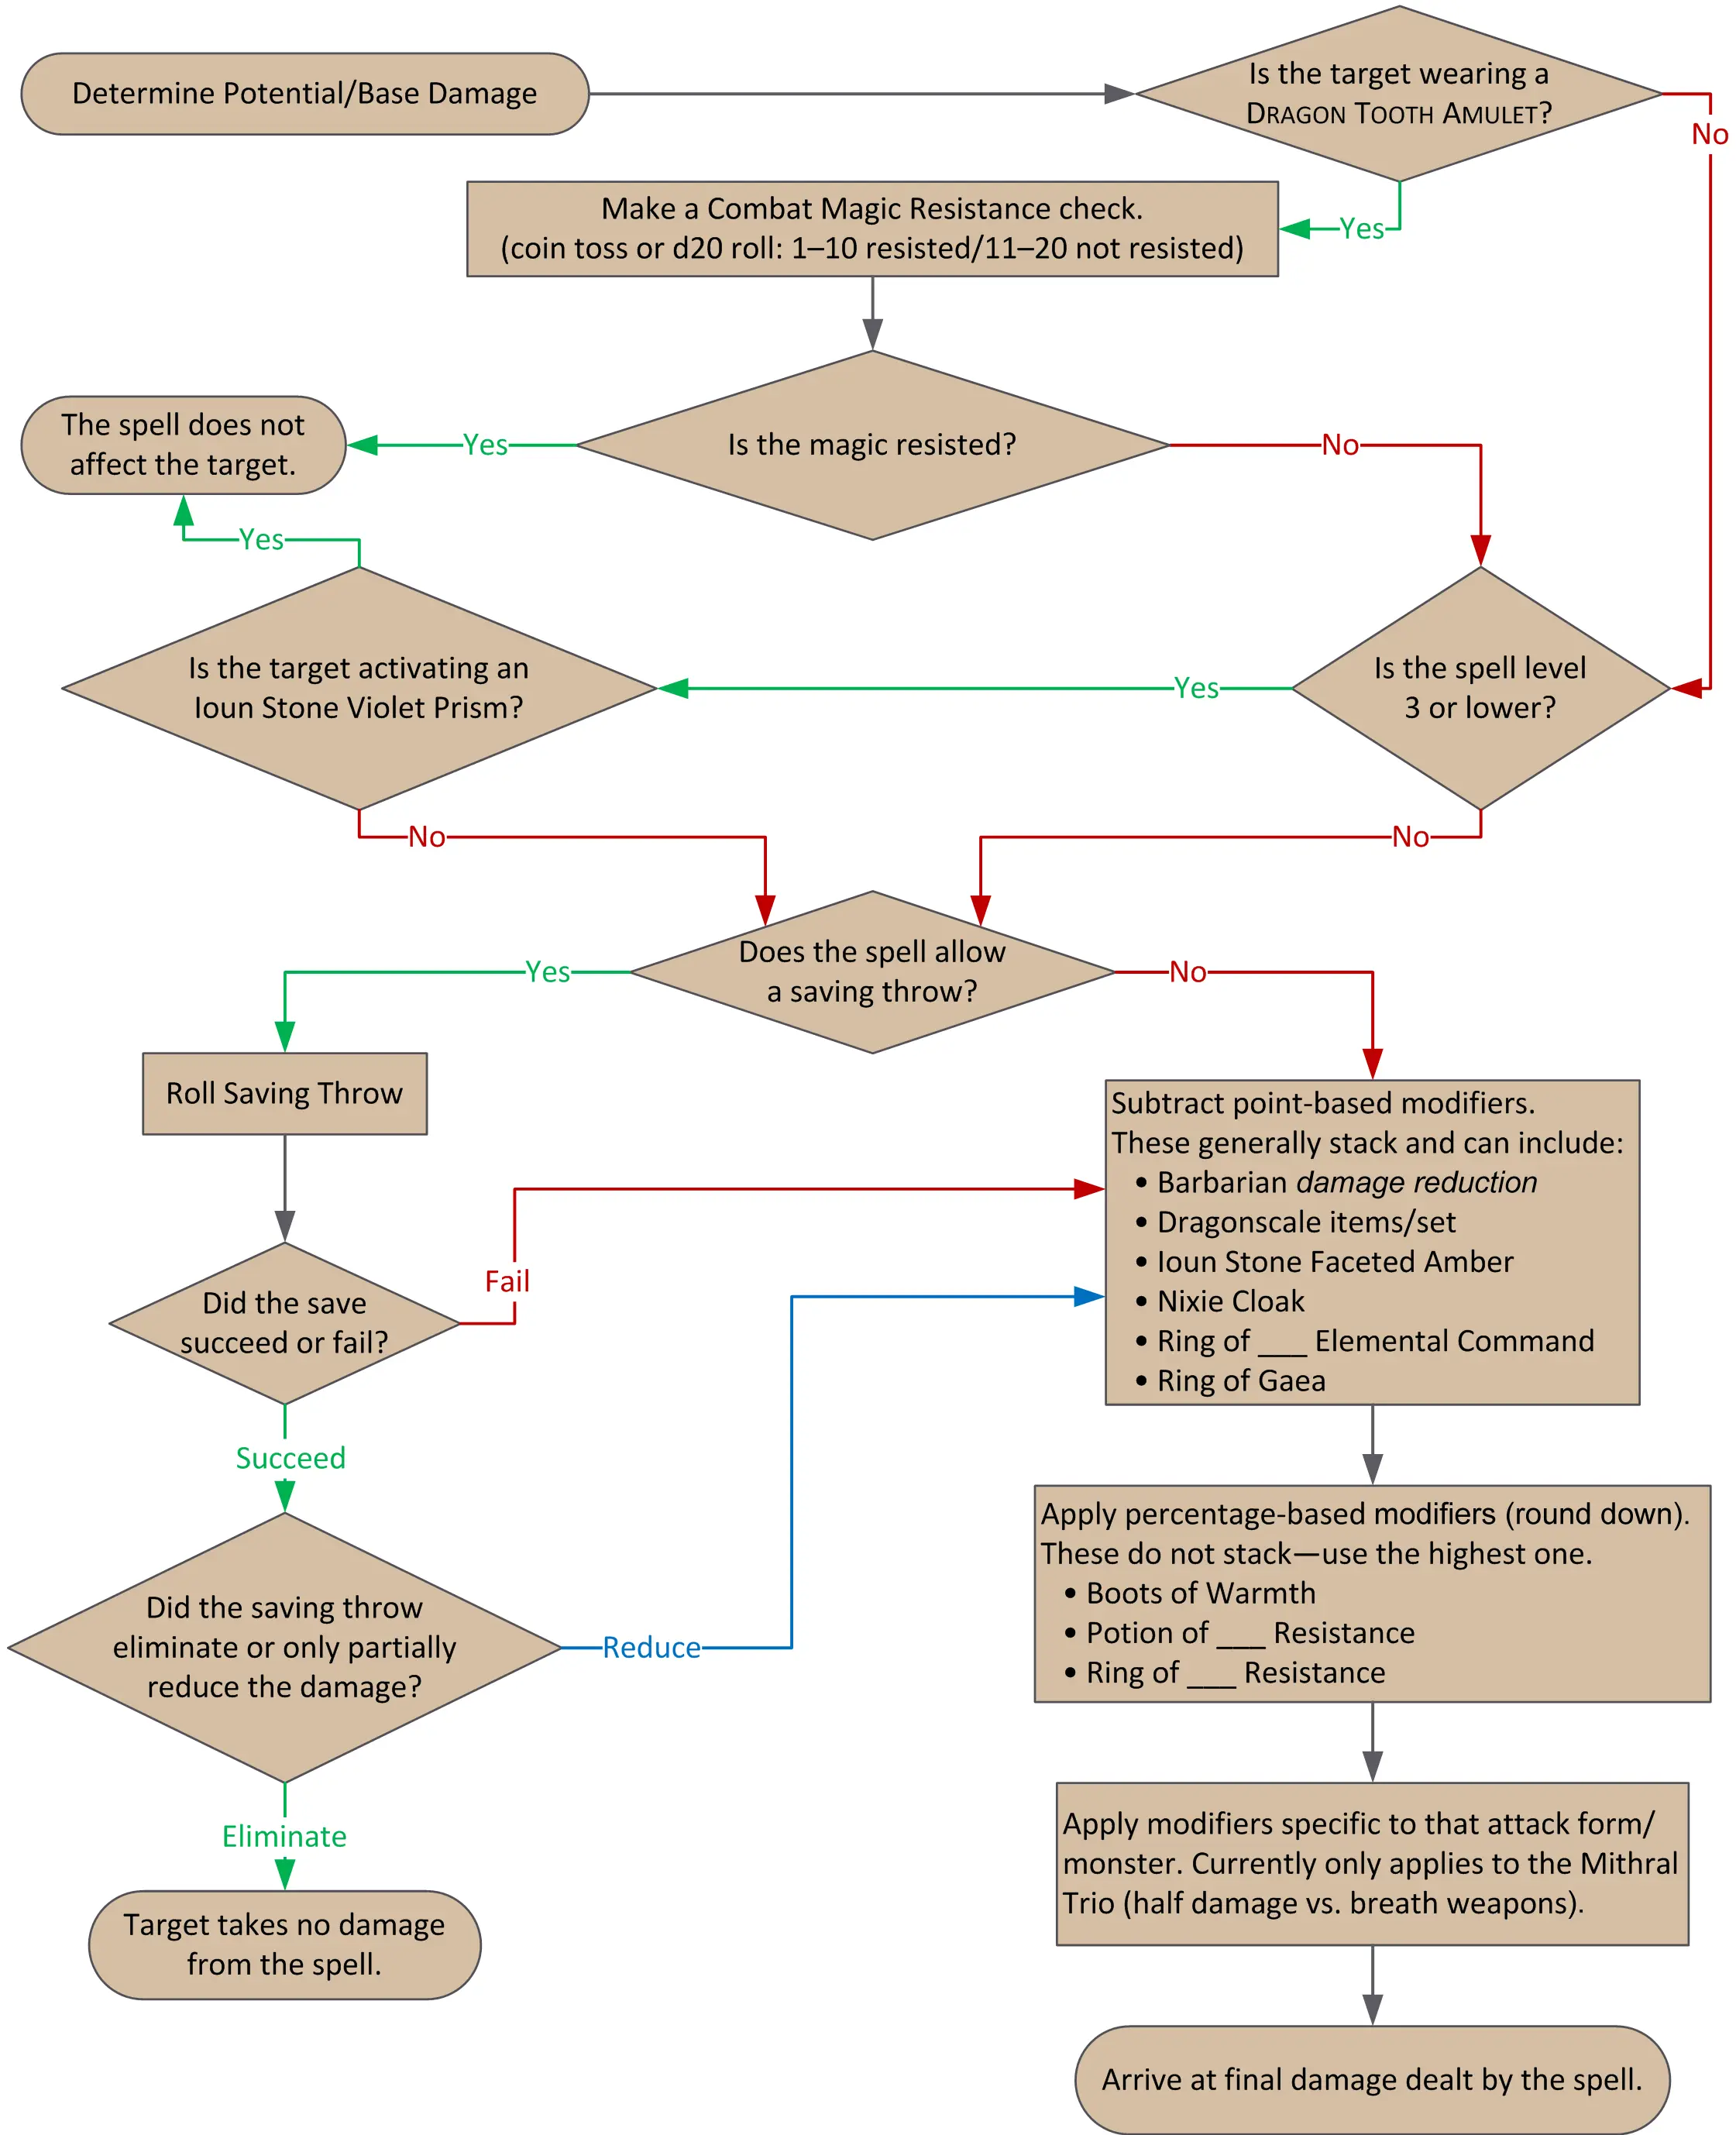 Determine Potential/Base Damage
Is the target wearing a
DRAGON TOOTH AMULET?
No
Yes
Make a Combat Magic Resistance check.
(coin toss or d20 roll: 1–10 resisted/11–20 not resisted)
Is the magic resisted?
Yes
No
The spell does not
affect the target.
Yes
Is the target activating an
Ioun Stone Violet Prism?
Yes
Is the spell level
3 or lower?
No
No
Does the spell allow
a saving throw?
Yes
No
Roll Saving Throw
Subtract point-based modifiers.
These generally stack and can include:
• Barbarian damage reduction
• Dragonscale items/set
• Ioun Stone Faceted Amber
• Nixie Cloak
• Ring of ___ Elemental Command
• Ring of Gaea
Did the save
succeed or fail?
Fail
Succeed
Did the saving throw
eliminate or only partially
reduce the damage?
Reduce
Apply percentage-based modifiers (round down).
These do not stack—use the highest one.
• Boots of Warmth
• Potion of ___ Resistance
• Ring of ___ Resistance
Eliminate
Target takes no damage
from the spell.
Apply modifiers specific to that attack form/
monster. Currently only applies to the Mithral
Trio (half damage vs. breath weapons).
Arrive at final damage dealt by the spell.